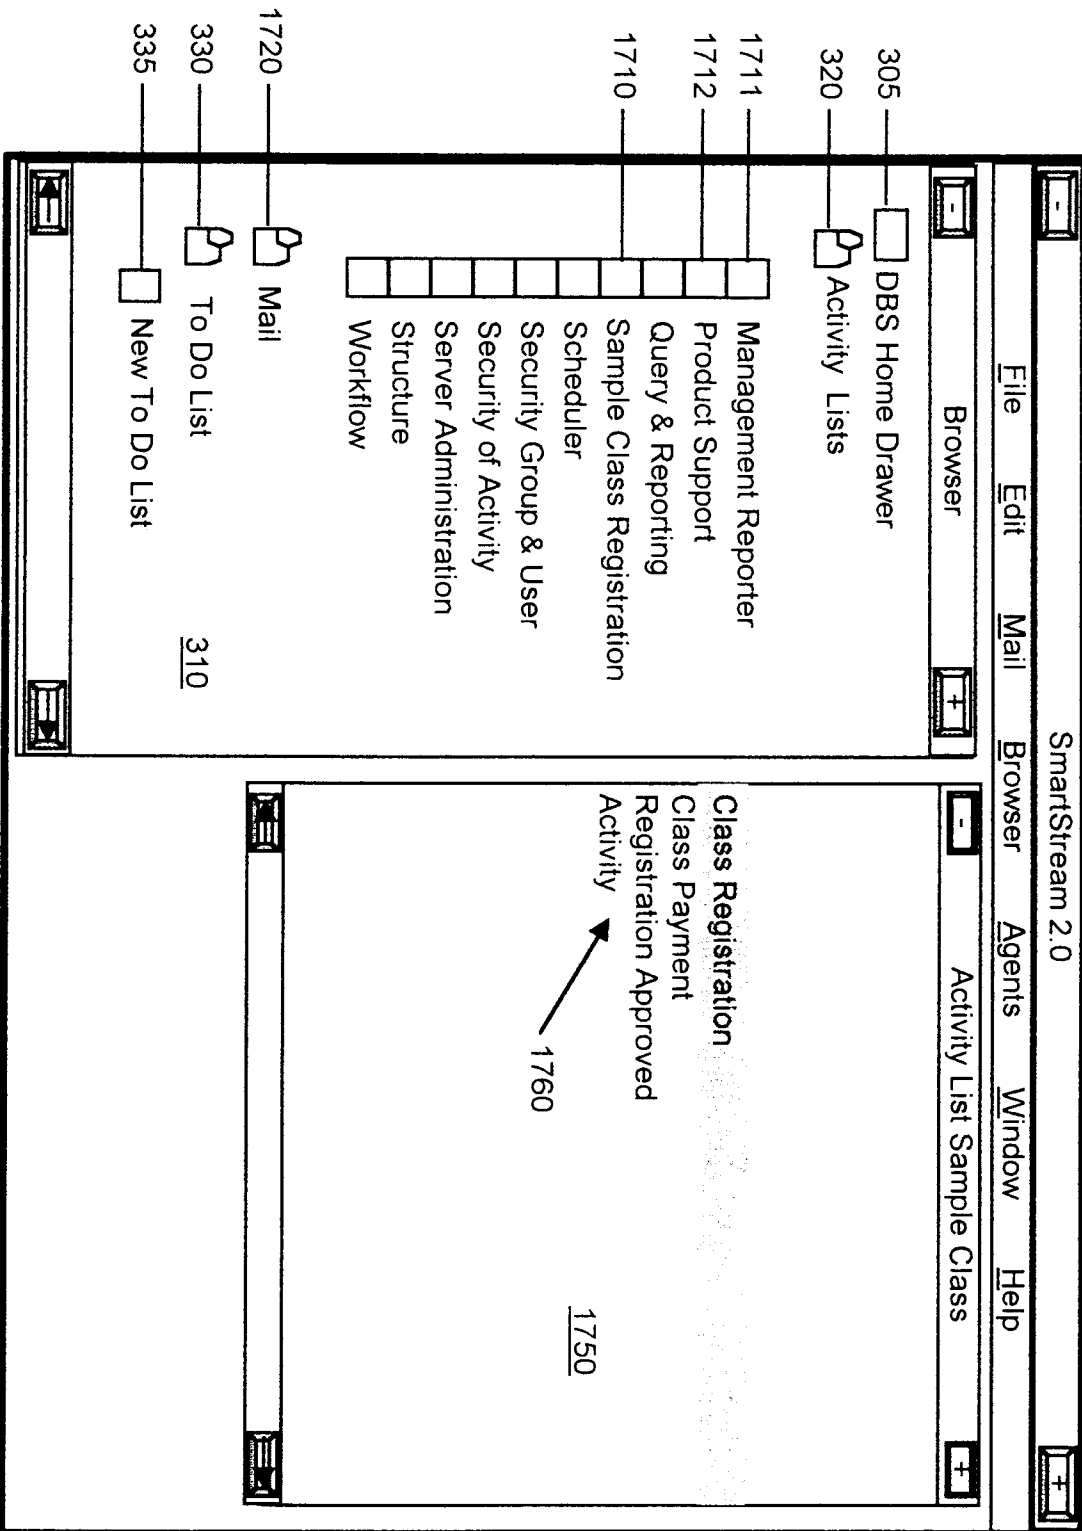 SmartStream 2.0
File Edit Mail Browser Agents Window Help
- Browser +
305 DBS Home Drawer
320 Activity Lists
1711 Management Reporter
1712 Product Support
Query & Reporting
1710 Sample Class Registration
Scheduler
Security Group & User
Security of Activity
Server Administration
Structure
Workflow
1720 Mail
330 To Do List
335 New To Do List
310
- Activity List Sample Class +
Class Registration
Class Payment
Registration Approved
Activity
1760
1750